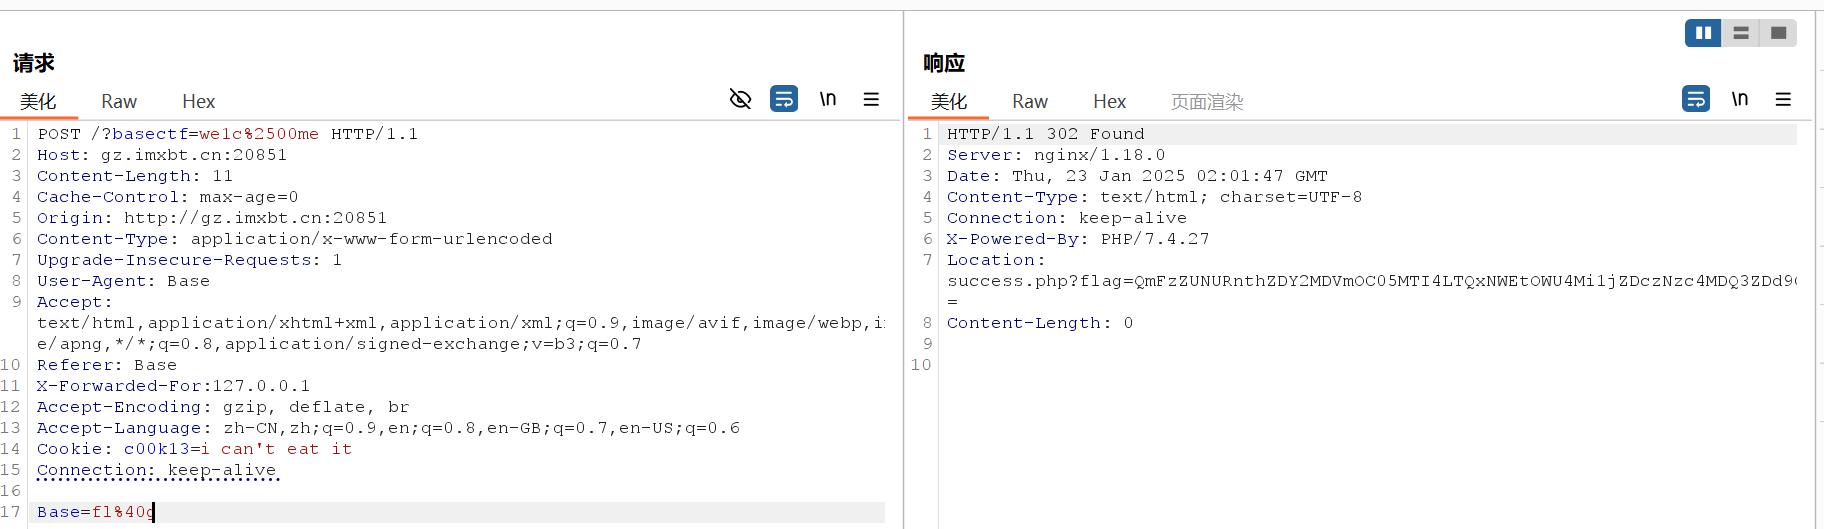 请求
美化 Raw Hex \n
1 POST /?basectf=we1c%2500me HTTP/1.1
2 Host: gz.imxbt.cn:20851
3 Content-Length: 11
4 Cache-Control: max-age=0
5 Origin: http://gz.imxbt.cn:20851
6 Content-Type: application/x-www-form-urlencoded
7 Upgrade-Insecure-Requests: 1
8 User-Agent: Base
9 Accept:
text/html,application/xhtml+xml,application/xml;q=0.9,image/avif,image/webp,i
e/apng,*/*;q=0.8,application/signed-exchange;v=b3;q=0.7
10 Referer: Base
11 X-Forwarded-For:127.0.0.1
12 Accept-Encoding: gzip, deflate, br
13 Accept-Language: zh-CN,zh;q=0.9,en;q=0.8,en-GB;q=0.7,en-US;q=0.6
14 Cookie: c00k13=i can't eat it
15 Connection: keep-alive
16
17 Base=fl%40g
响应
美化 Raw Hex 页面渲染 \n
1 HTTP/1.1 302 Found
2 Server: nginx/1.18.0
3 Date: Thu, 23 Jan 2025 02:01:47 GMT
4 Content-Type: text/html; charset=UTF-8
5 Connection: keep-alive
6 X-Powered-By: PHP/7.4.27
7 Location:
success.php?flag=QmFzZUNURnthZDY2MDVmOC05MTI4LTQxNWEtOWU4Mi1jZDczNzc4MDQ3ZDd9
=
8 Content-Length: 0
9
10